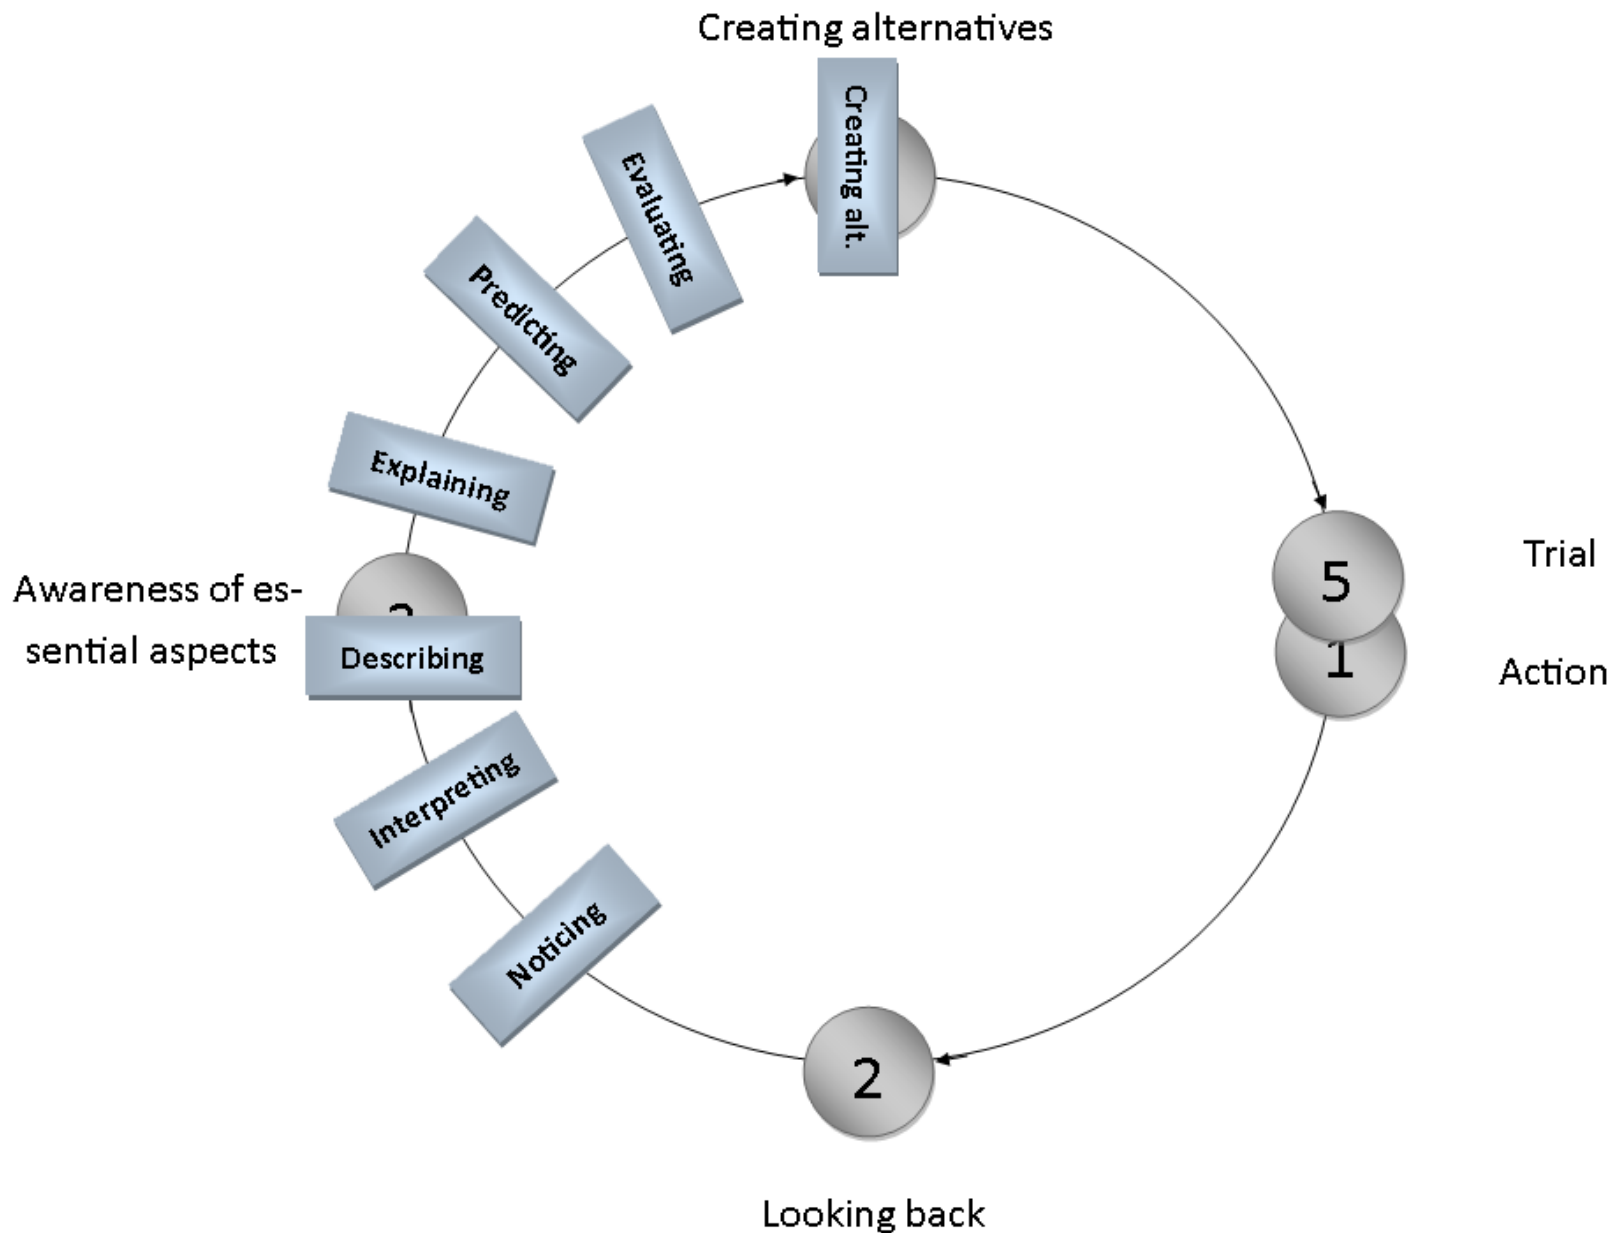 Creating alternatives
Creating alt.
Evaluating
Predicting
Explaining
Awareness of es-
sential aspects
Describing
Interpreting
Noticing
5
Trial
1
Action
2
Looking back